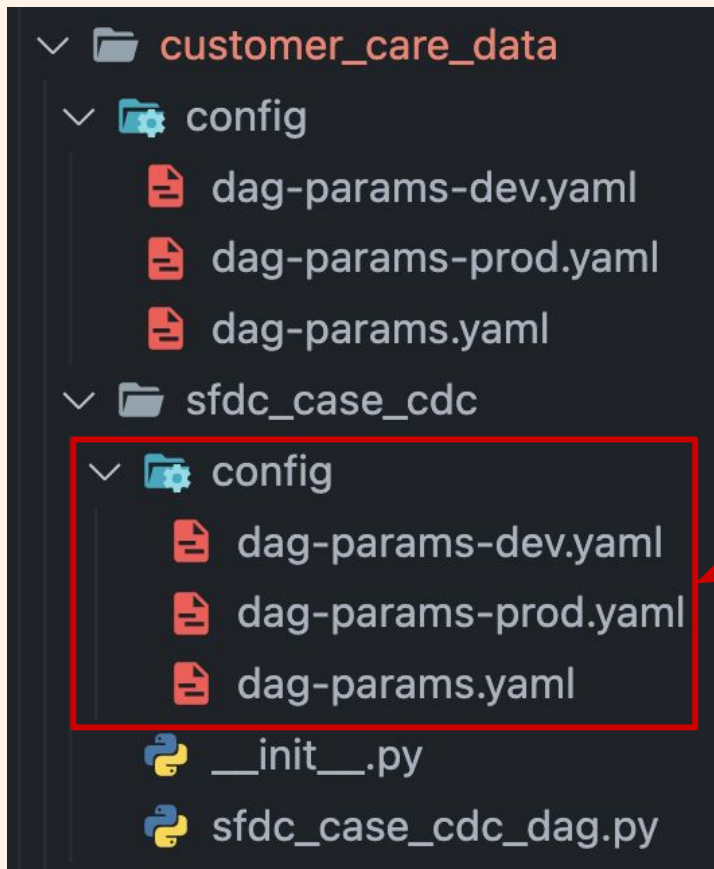 customer_care_data
config
dag-params-dev.yaml
dag-params-prod.yaml
dag-params.yaml
sfdc_case_cdc
config
dag-params-dev.yaml
dag-params-prod.yaml
dag-params.yaml
__init__.py
sfdc_case_cdc_dag.py